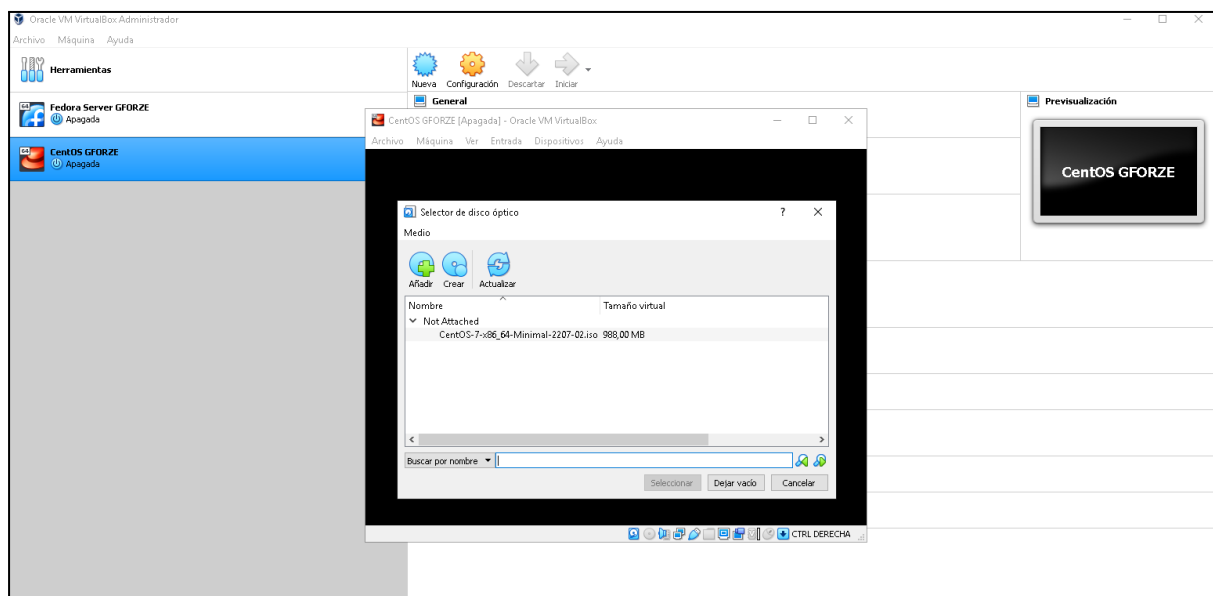 Oracle VM VirtualBox Administrador
Archivo Máquina Ayuda
Herramientas
Nueva Configuración Descartar Iniciar
64 Fedora Server GFORZE
Apagada
64 CentOS GFORZE
Apagada
General
Previsualización
CentOS GFORZE
CentOS GFORZE [Apagada] - Oracle VM VirtualBox
Archivo Máquina Ver Entrada Dispositivos Ayuda
Selector de disco óptico
Medio
Añadir Crear Actualizar
Nombre Tamaño virtual
Not Attached
CentOS-7-x86_64-Minimal-2207-02.iso 988,00 MB
Buscar por nombre
Seleccionar Dejar vacío Cancelar
CTRL DERECHA